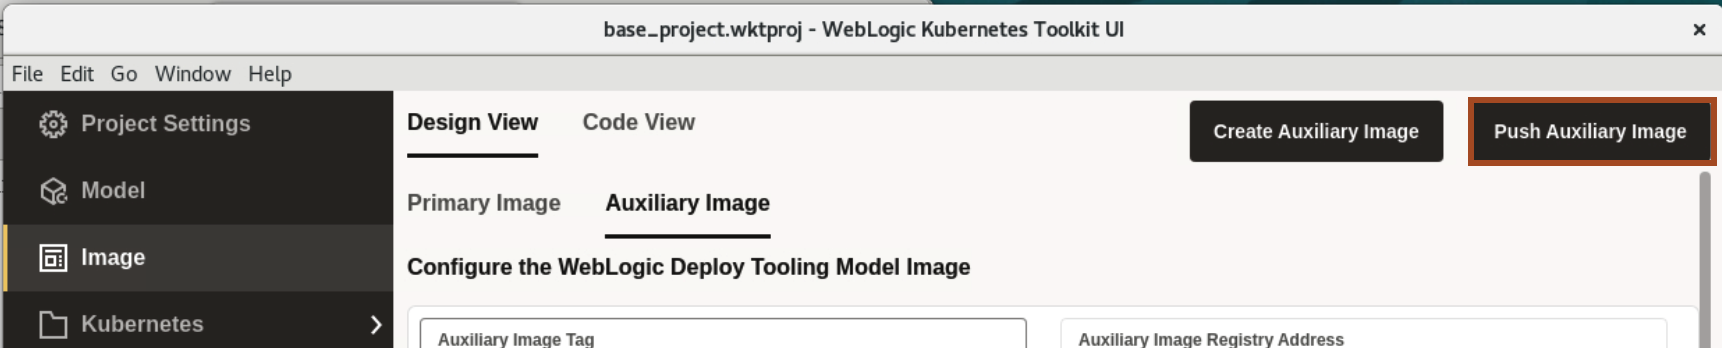 base_project.wktproj - WebLogic Kubernetes Toolkit UI
File Edit Go Window Help
Project Settings
Model
Image
Kubernetes
Design View Code View
Create Auxiliary Image Push Auxiliary Image
Primary Image Auxiliary Image
Configure the WebLogic Deploy Tooling Model Image
Auxiliary Image Tag Auxiliary Image Registry Address